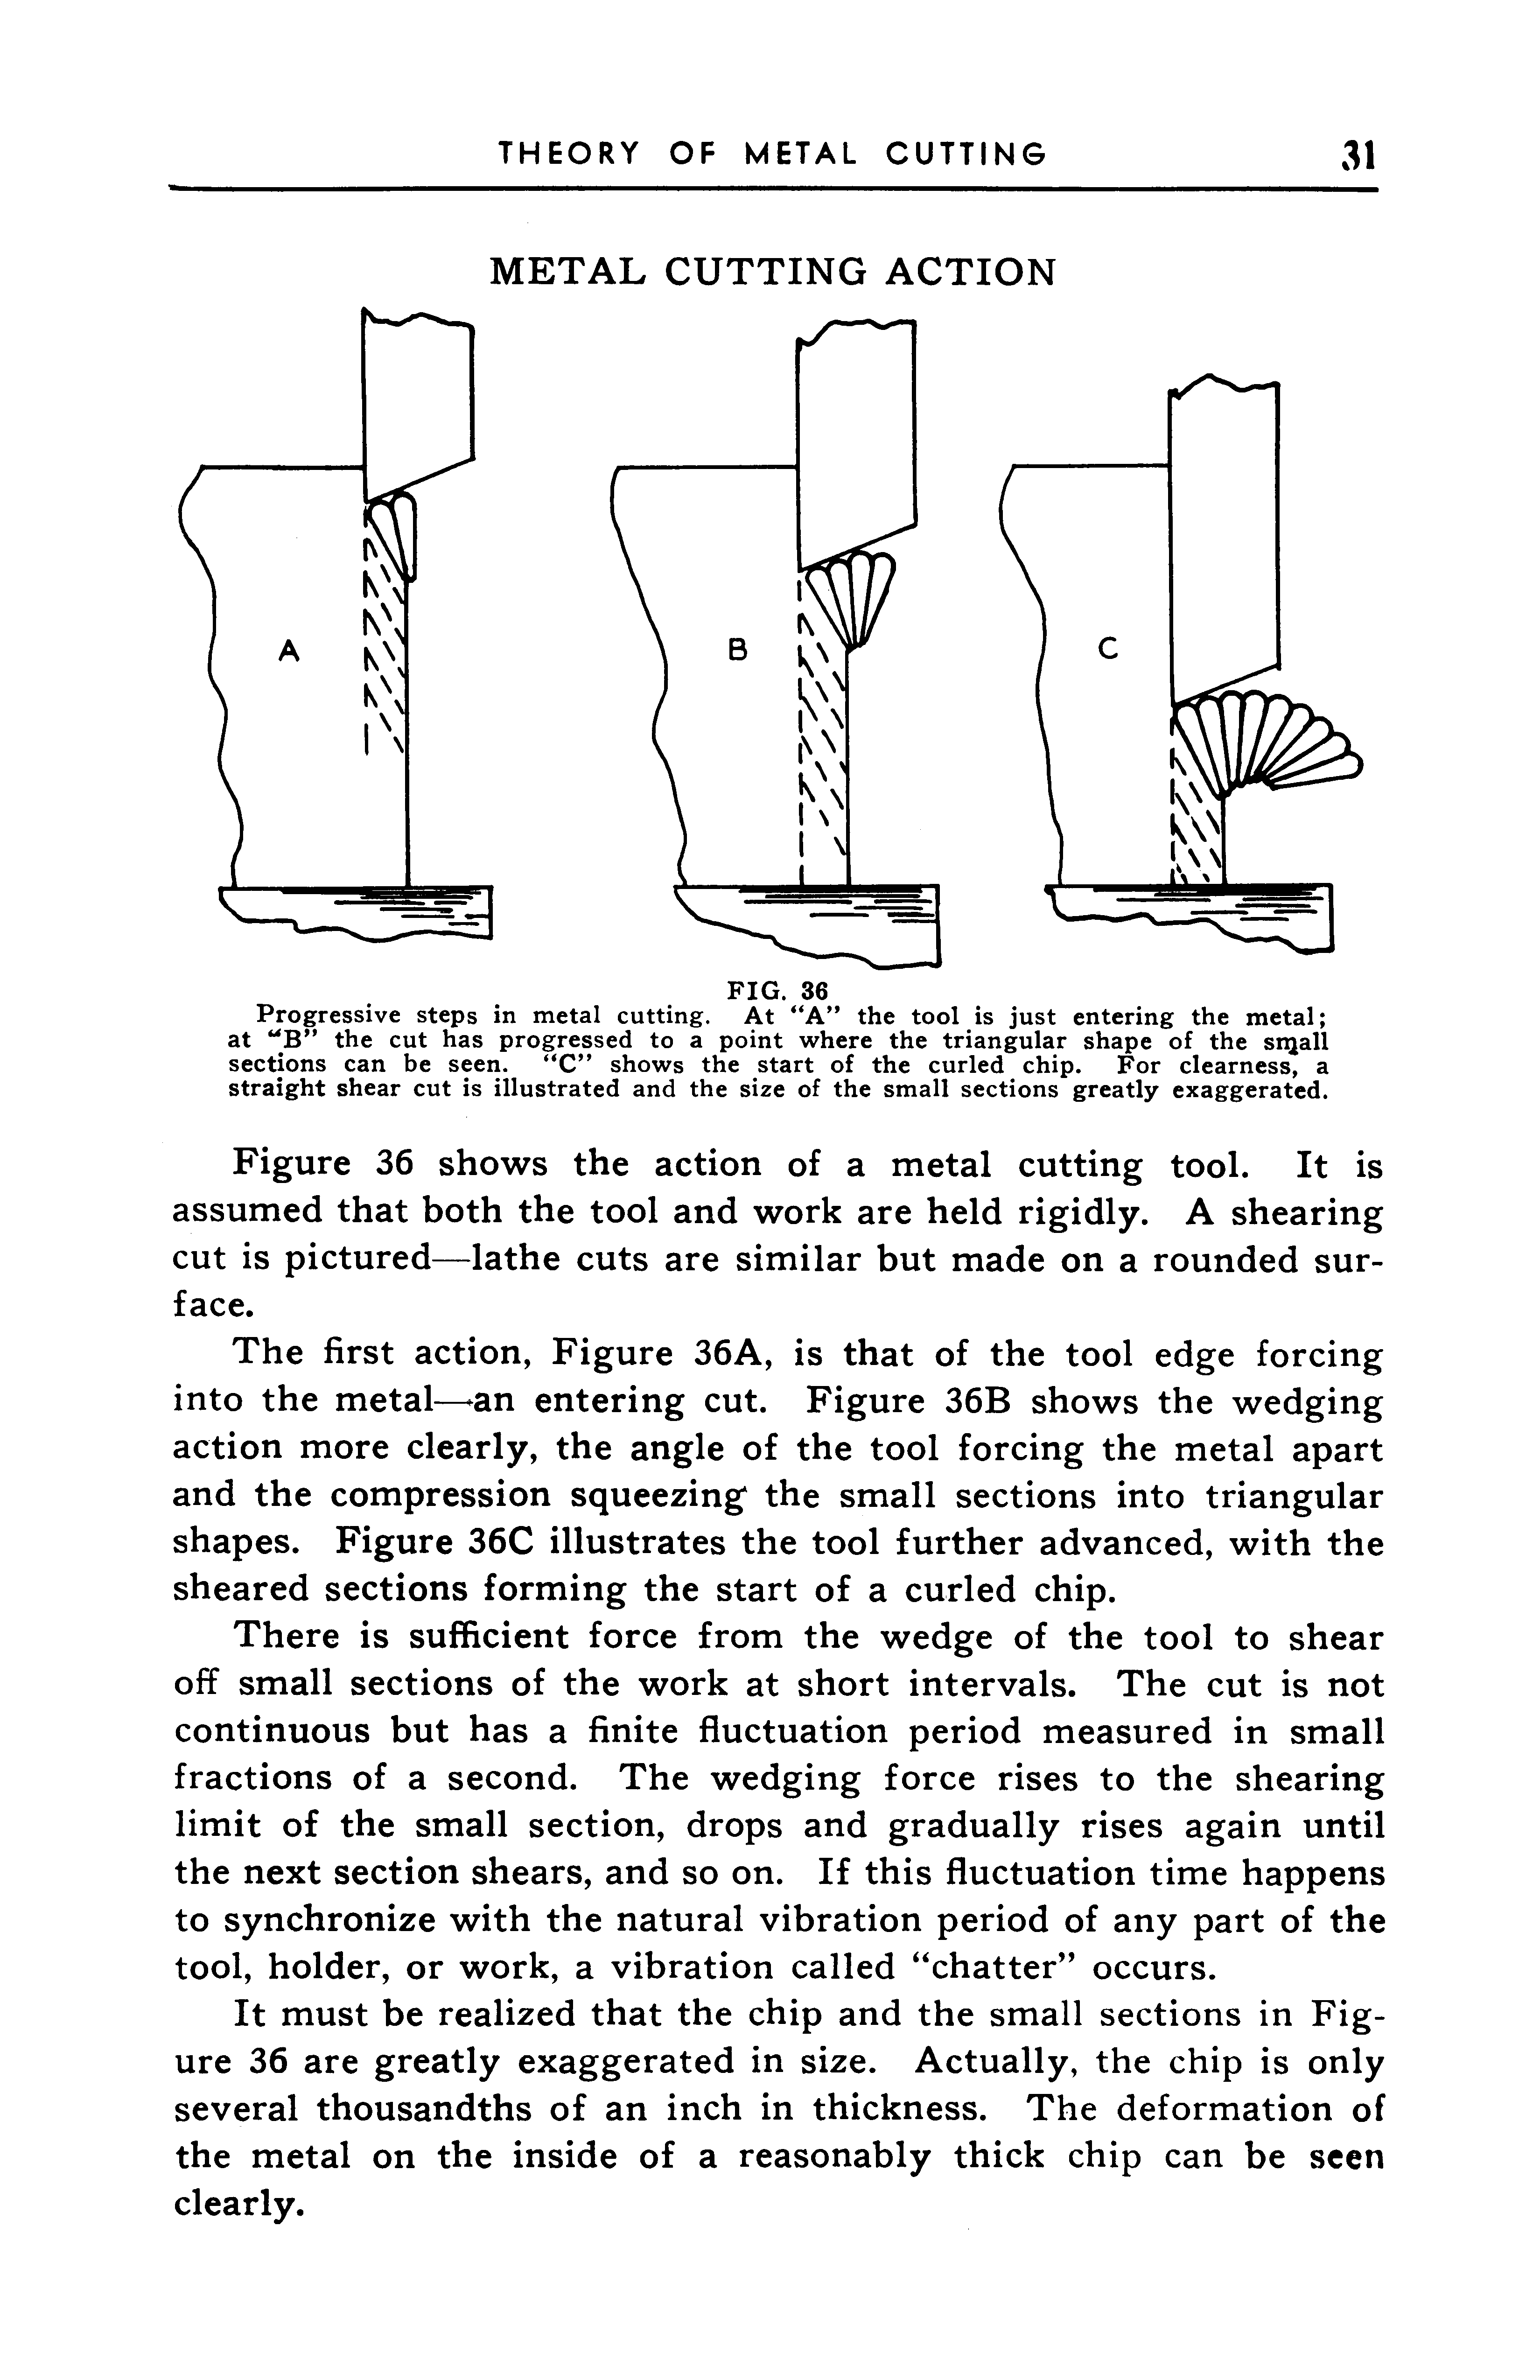 THEORY OF METAL CUTTING 31
METAL CUTTING ACTION
A
B
C
FIG. 36
Progressive steps in metal cutting. At “A” the tool is just entering the metal;
at “B” the cut has progressed to a point where the triangular shape of the small
sections can be seen. “C” shows the start of the curled chip. For clearness, a
straight shear cut is illustrated and the size of the small sections greatly exaggerated.
Figure 36 shows the action of a metal cutting tool. It is
assumed that both the tool and work are held rigidly. A shearing
cut is pictured—lathe cuts are similar but made on a rounded sur-
face.
The first action, Figure 36A, is that of the tool edge forcing
into the metal—an entering cut. Figure 36B shows the wedging
action more clearly, the angle of the tool forcing the metal apart
and the compression squeezing the small sections into triangular
shapes. Figure 36C illustrates the tool further advanced, with the
sheared sections forming the start of a curled chip.
There is sufficient force from the wedge of the tool to shear
off small sections of the work at short intervals. The cut is not
continuous but has a finite fluctuation period measured in small
fractions of a second. The wedging force rises to the shearing
limit of the small section, drops and gradually rises again until
the next section shears, and so on. If this fluctuation time happens
to synchronize with the natural vibration period of any part of the
tool, holder, or work, a vibration called “chatter” occurs.
It must be realized that the chip and the small sections in Fig-
ure 36 are greatly exaggerated in size. Actually, the chip is only
several thousandths of an inch in thickness. The deformation of
the metal on the inside of a reasonably thick chip can be seen
clearly.